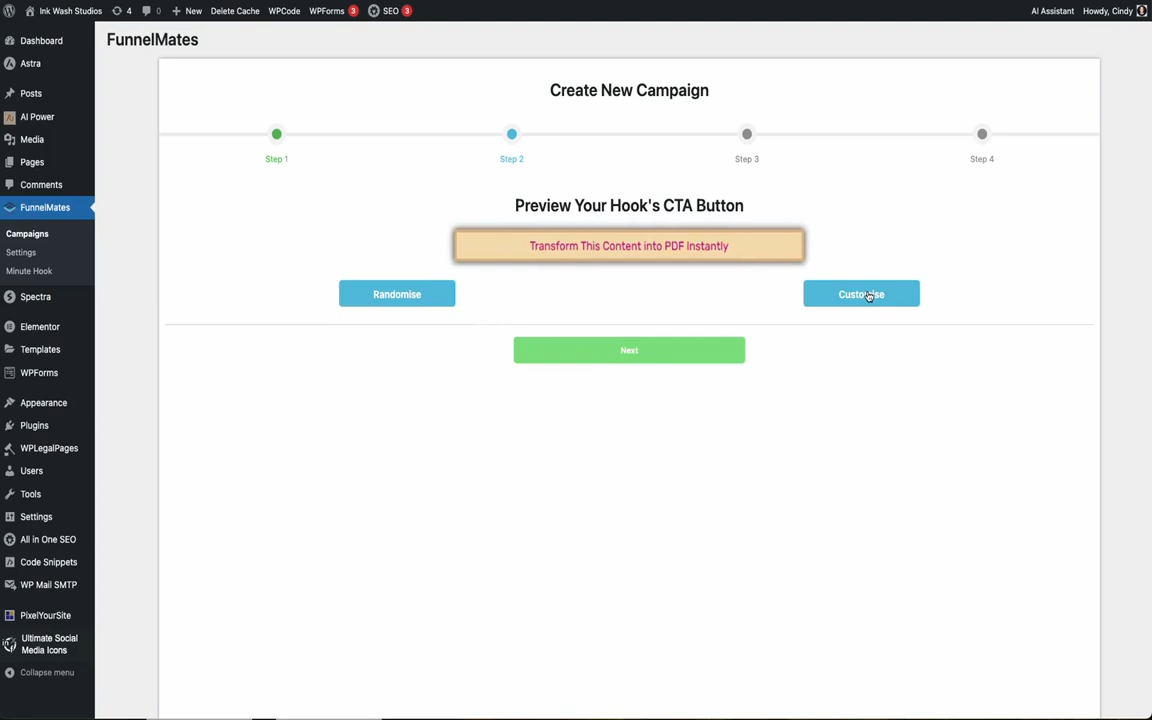 Ink Wash Studios 4 0 New Delete Cache WPCode WPForms 3 SEO 3 AI Assistant Howdy, Cindy
Dashboard
Astra
Posts
AI Power
Media
Pages
Comments
FunnelMates
Campaigns
Settings
Minute Hook
Spectra
Elementor
Templates
WPForms
Appearance
Plugins
WPLegalPages
Users
Tools
Settings
All in One SEO
Code Snippets
WP Mail SMTP
PixelYourSite
Ultimate Social
Media Icons
Collapse menu
FunnelMates
Create New Campaign
Step 1 Step 2 Step 3 Step 4
Preview Your Hook's CTA Button
Transform This Content into PDF Instantly
Randomise Customise
Next